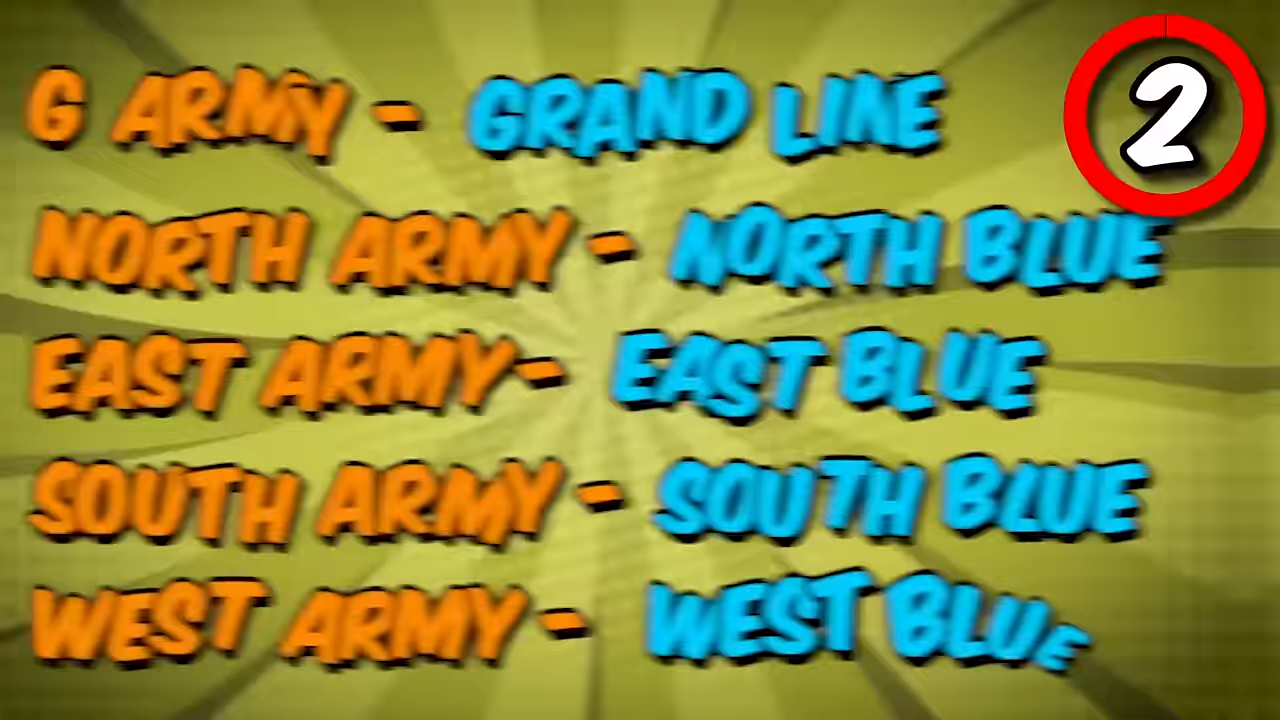 G ARMY - GRAND LINE
2
NORTH ARMY - NORTH BLUE
EAST ARMY - EAST BLUE
SOUTH ARMY - SOUTH BLUE
WEST ARMY - WEST BLUE